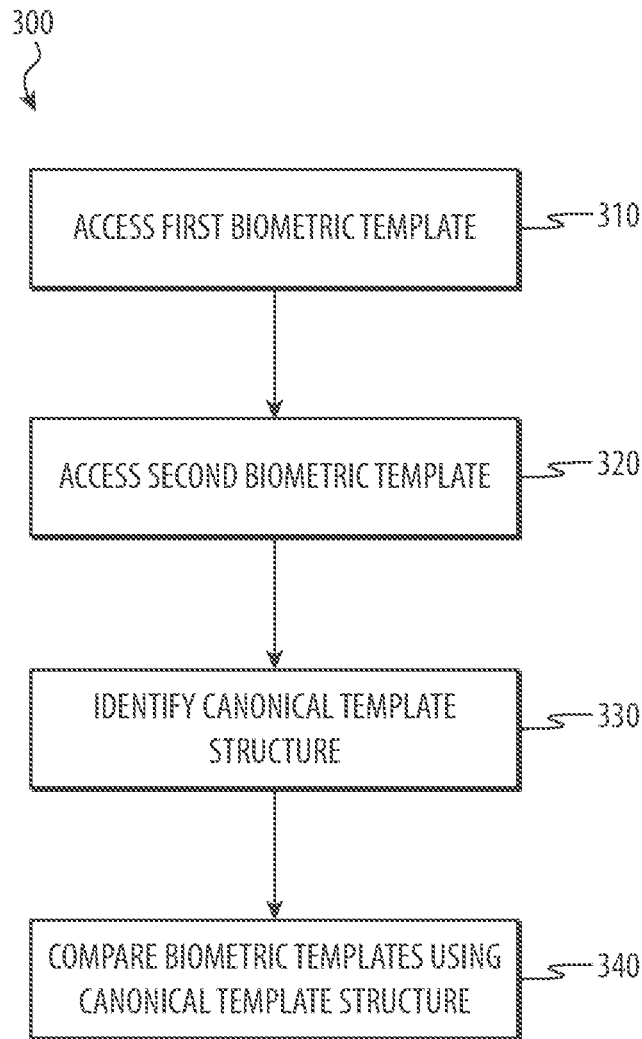 300
ACCESS FIRST BIOMETRIC TEMPLATE
310
ACCESS SECOND BIOMETRIC TEMPLATE
320
IDENTIFY CANONICAL TEMPLATE
STRUCTURE
330
COMPARE BIOMETRIC TEMPLATES USING
CANONICAL TEMPLATE STRUCTURE
340